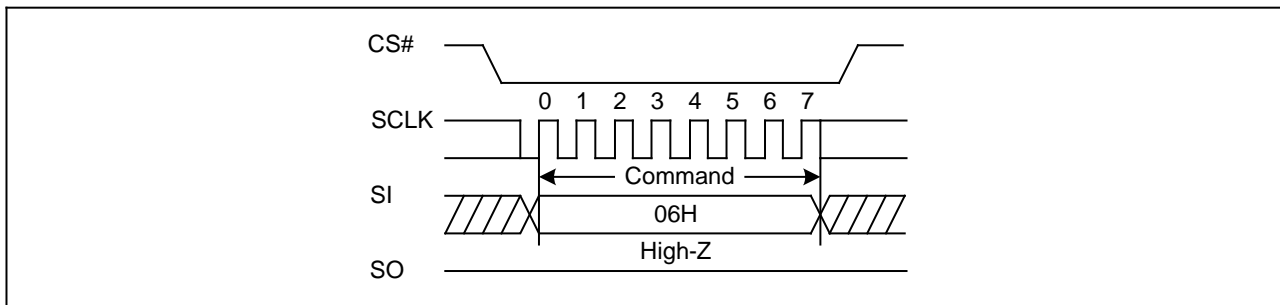 CS#
0 1 2 3 4 5 6 7
SCLK
Command
SI
06H
High-Z
SO